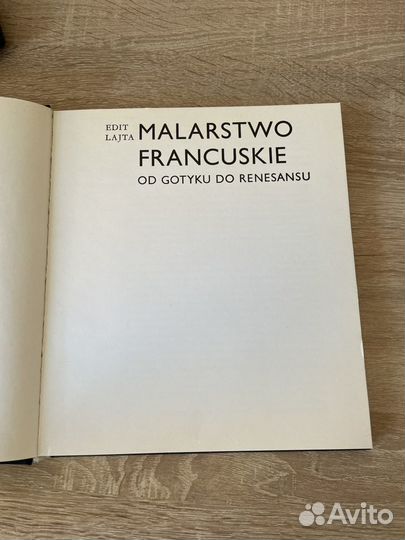 EDIT
LAJTA
MALARSTWO
FRANCUSKIE
OD GOTYKU DO RENESANSU
Avito